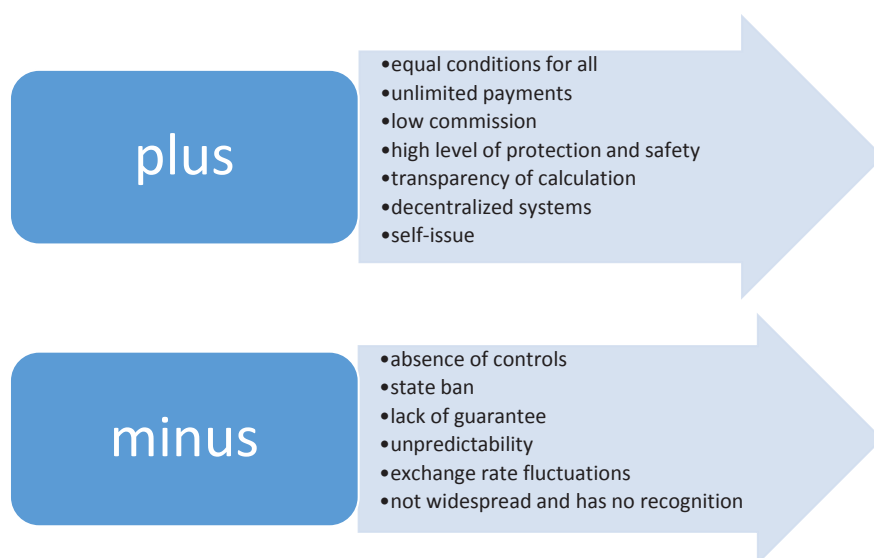 plus
•equal conditions for all
•unlimited payments
•low commission
•high level of protection and safety
•transparency of calculation
•decentralized systems
•self-issue
minus
•absence of controls
•state ban
•lack of guarantee
•unpredictability
•exchange rate fluctuations
•not widespread and has no recognition